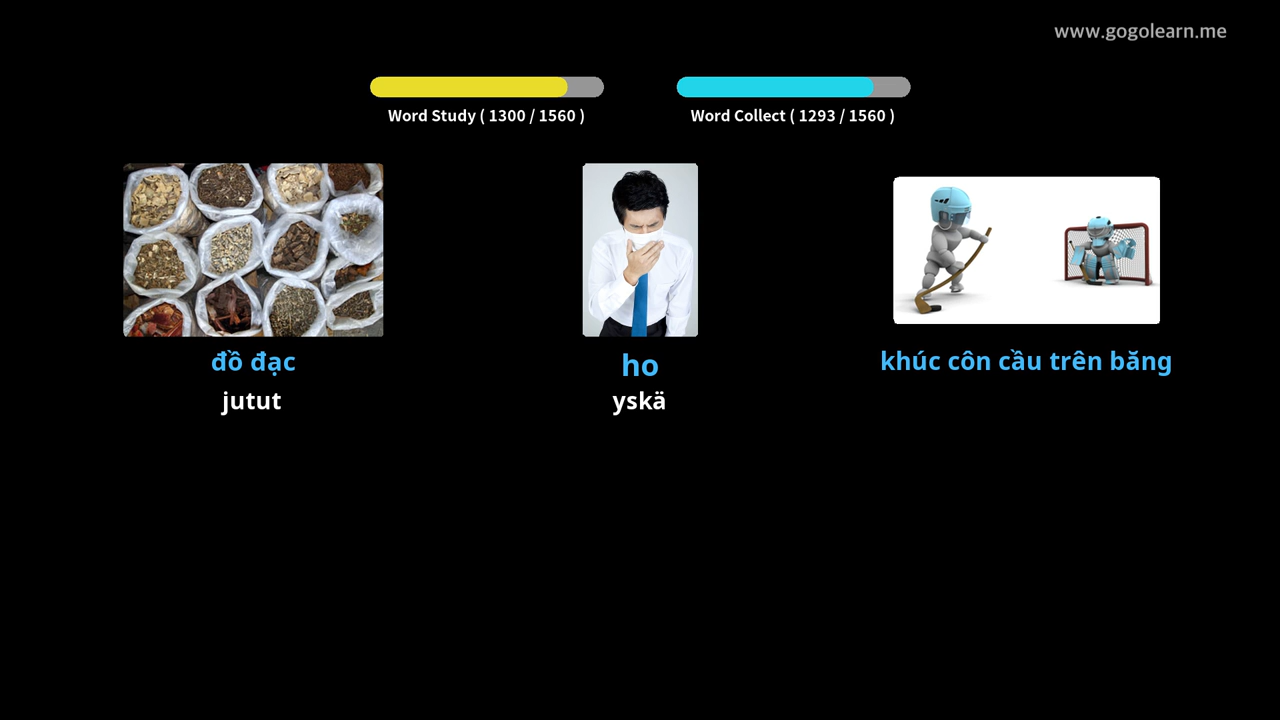 www.gogolearn.me
Word Study ( 1300 / 1560 )
Word Collect ( 1293 / 1560 )
đồ đạc
jutut
ho
yskä
khúc côn cầu trên băng